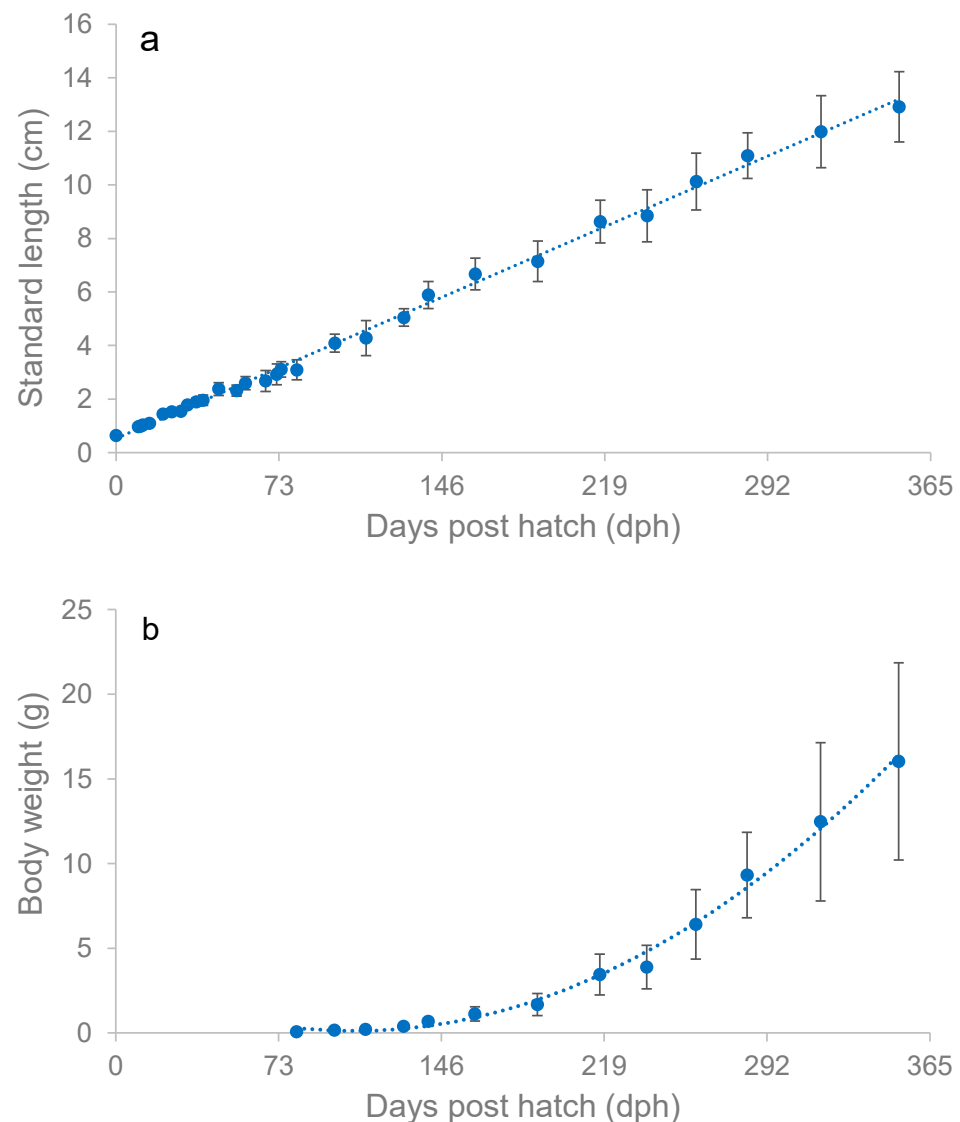 a
16
14
12
10
8
6
4
2
0
Standard length (cm)
0 73 146 219 292 365
Days post hatch (dph)
b
25
20
15
10
5
0
Body weight (g)
0 73 146 219 292 365
Days post hatch (dph)